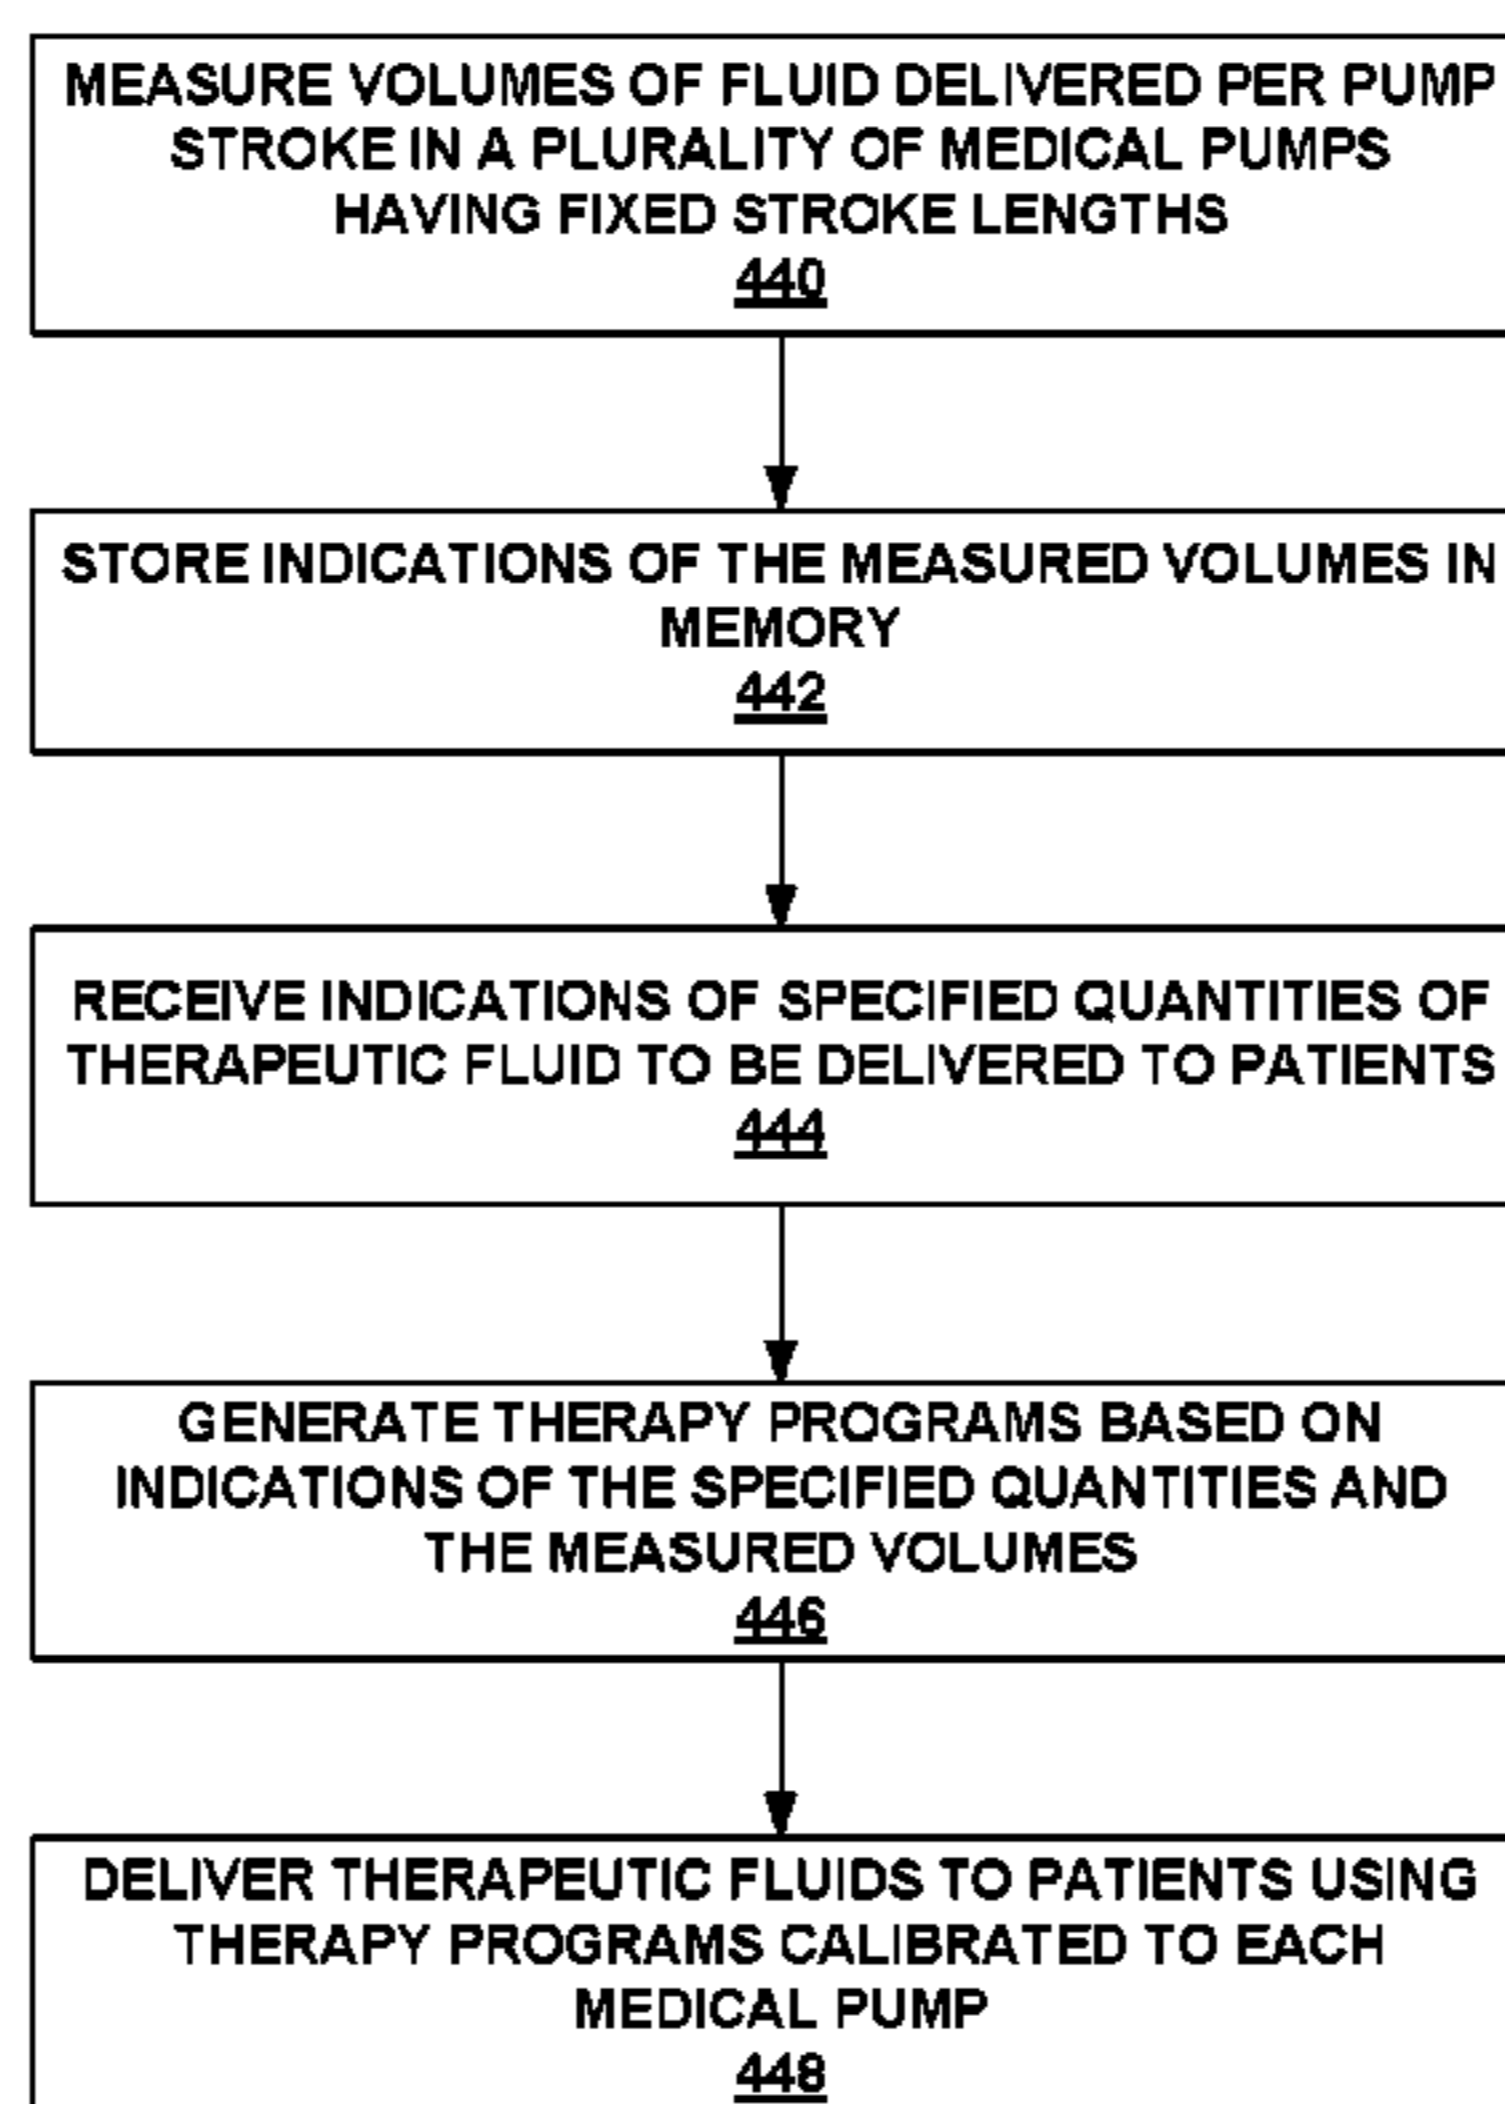 MEASURE VOLUMES OF FLUID DELIVERED PER PUMP
STROKE IN A PLURALITY OF MEDICAL PUMPS
HAVING FIXED STROKE LENGTHS
440
STORE INDICATIONS OF THE MEASURED VOLUMES IN
MEMORY
442
RECEIVE INDICATIONS OF SPECIFIED QUANTITIES OF
THERAPEUTIC FLUID TO BE DELIVERED TO PATIENTS
444
GENERATE THERAPY PROGRAMS BASED ON
INDICATIONS OF THE SPECIFIED QUANTITIES AND
THE MEASURED VOLUMES
446
DELIVER THERAPEUTIC FLUIDS TO PATIENTS USING
THERAPY PROGRAMS CALIBRATED TO EACH
MEDICAL PUMP
448